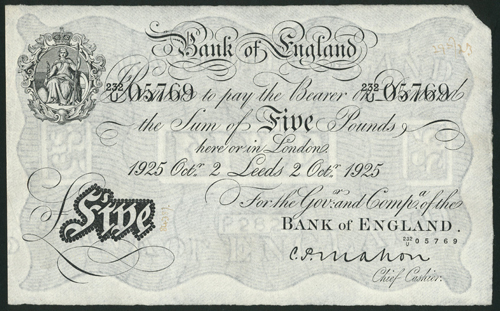 Bank of England
232/U 05769 232/U 05769
Promise to pay the Bearer on Demand
the Sum of Five Pounds
here or in London
1925 Octr. 2 Leeds 2 Octr. 1925
For the Govr. and Compa. of the
BANK OF ENGLAND.
232/U 05769
Five
C.P. Mahon
Chief Cashier.